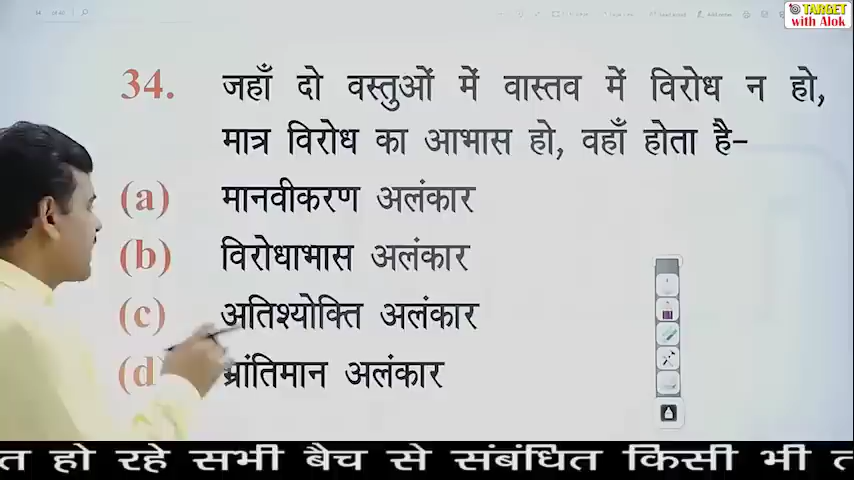 TARGET
with Alok
34. जहाँ दो वस्तुओं में वास्तव में विरोध न हो,
मात्र विरोध का आभास हो, वहाँ होता है-
(a) मानवीकरण अलंकार
(b) विरोधाभास अलंकार
(c) अतिश्योक्ति अलंकार
(d) भ्रांतिमान अलंकार
त हो रहे सभी बैच से संबंधित किसी भी त